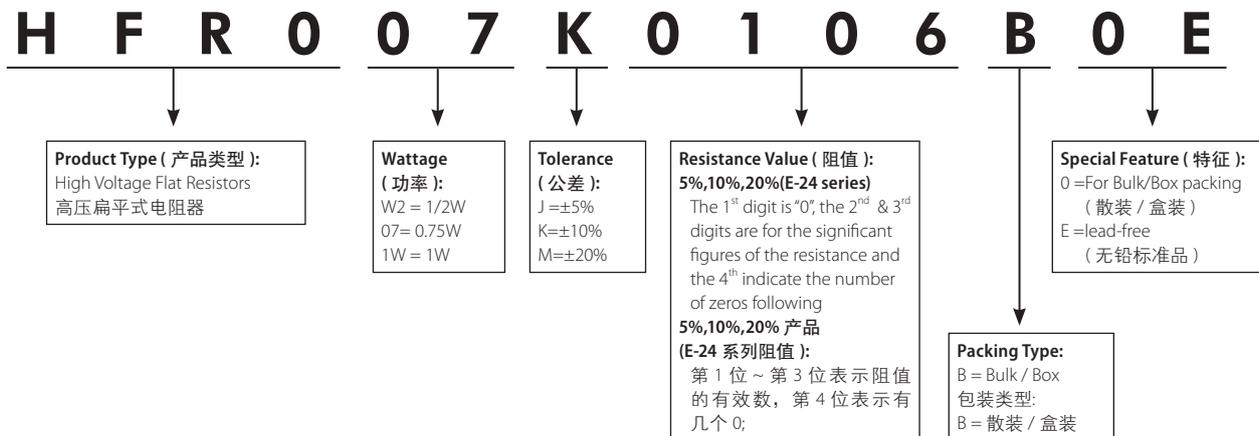 H F R 0 0 7 K 0 1 0 6 B 0 E
Product Type ( 产品类型 ):
High Voltage Flat Resistors
高压扁平式电阻器
Wattage
( 功率 ):
W2 = 1/2W
07= 0.75W
1W = 1W
Tolerance
( 公差 ):
J =±5%
K=±10%
M=±20%
Resistance Value ( 阻值 ):
5%,10%,20%(E-24 series)
The 1st digit is "0", the 2nd & 3rd
digits are for the significant
figures of the resistance and
the 4th indicate the number
of zeros following
5%,10%,20% 产品
(E-24 系列阻值 ):
第 1 位 ~ 第 3 位表示阻值
的有效数，第 4 位表示有
几个 0;
Packing Type:
B = Bulk / Box
包装类型:
B = 散装 / 盒装
Special Feature ( 特征 ):
0 =For Bulk/Box packing
( 散装 / 盒装 )
E =lead-free
( 无铅标准品 )